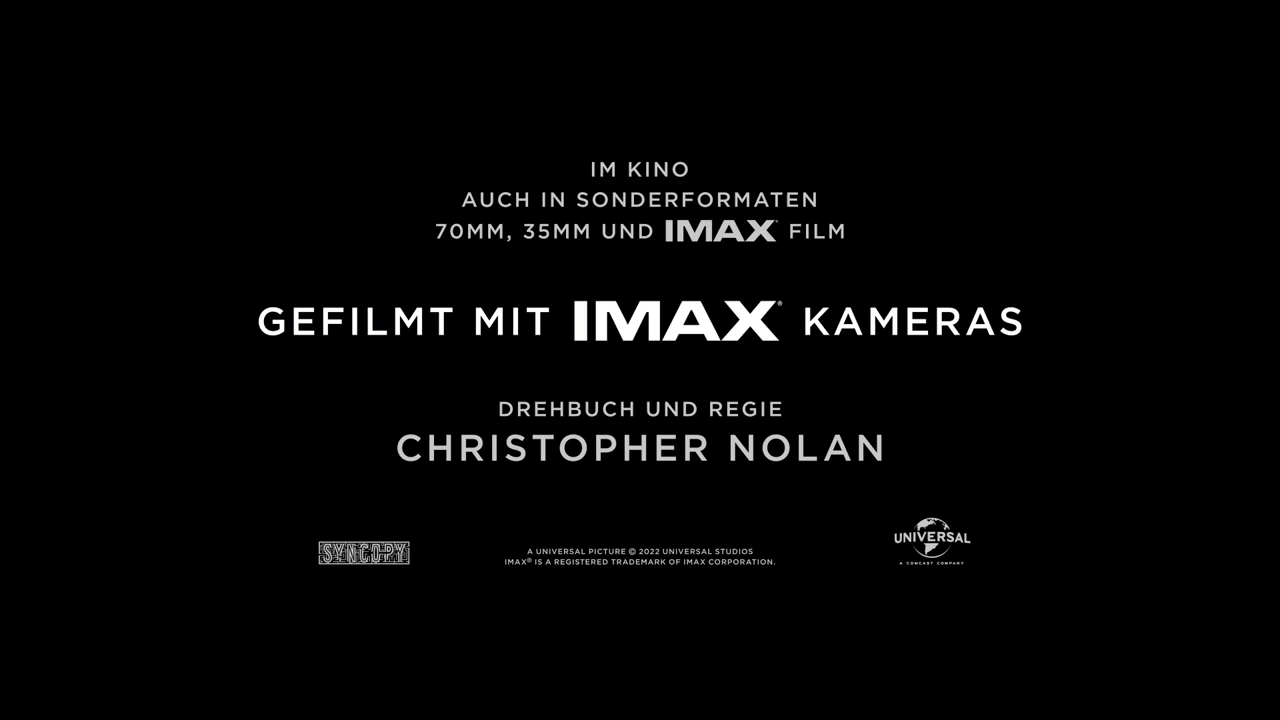 IM KINO
AUCH IN SONDERFORMATEN
70MM, 35MM UND IMAX® FILM
GEFILMT MIT IMAX® KAMERAS
DREHBUCH UND REGIE
CHRISTOPHER NOLAN
SYNCOPY
A UNIVERSAL PICTURE © 2022 UNIVERSAL STUDIOS
IMAX® IS A REGISTERED TRADEMARK OF IMAX CORPORATION.
UNIVERSAL
A COMCAST COMPANY